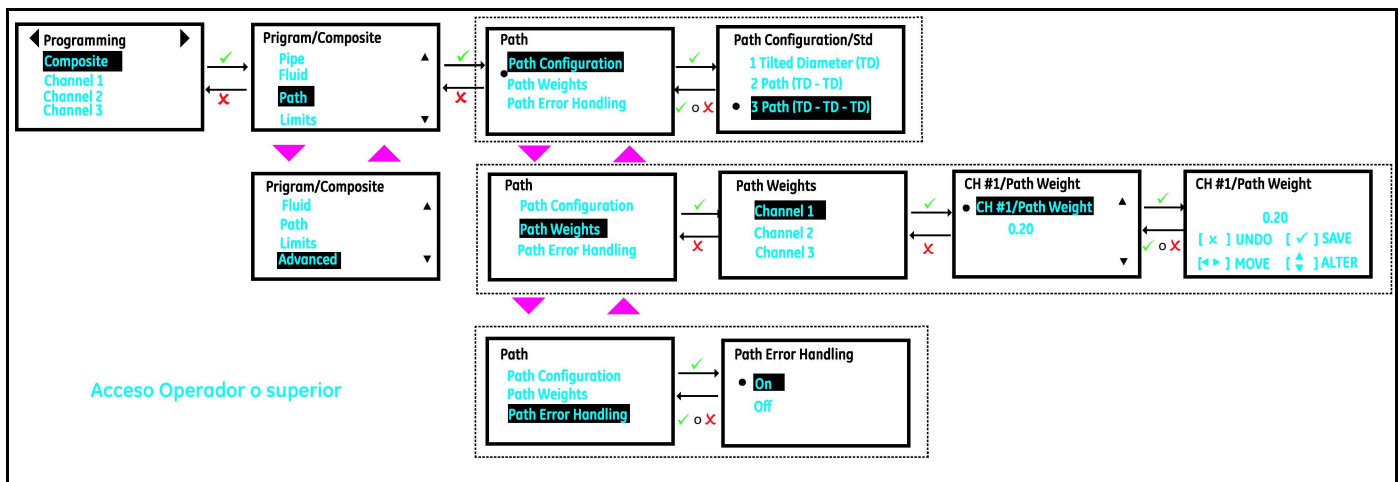 Programming
Composite
Channel 1
Channel 2
Channel 3
Prigram/Composite
Pipe
Fluid
Path
Limits
Path
Path Configuration
Path Weights
Path Error Handling
✓ o ✗
Path Configuration/Std
1 Tilted Diameter (TD)
2 Path (TD - TD)
3 Path (TD - TD - TD)
Prigram/Composite
Fluid
Path
Limits
Advanced
Path
Path Configuration
Path Weights
Path Error Handling
Path Weights
Channel 1
Channel 2
Channel 3
CH #1/Path Weight
CH #1/Path Weight
0.20
✓ o ✗
CH #1/Path Weight
0.20
[ x ] UNDO [ ✓ ] SAVE
[◄ ►] MOVE [ ▲▼ ] ALTER
Path
Path Configuration
Path Weights
Path Error Handling
✓ o ✗
Path Error Handling
On
Off
Acceso Operador o superior